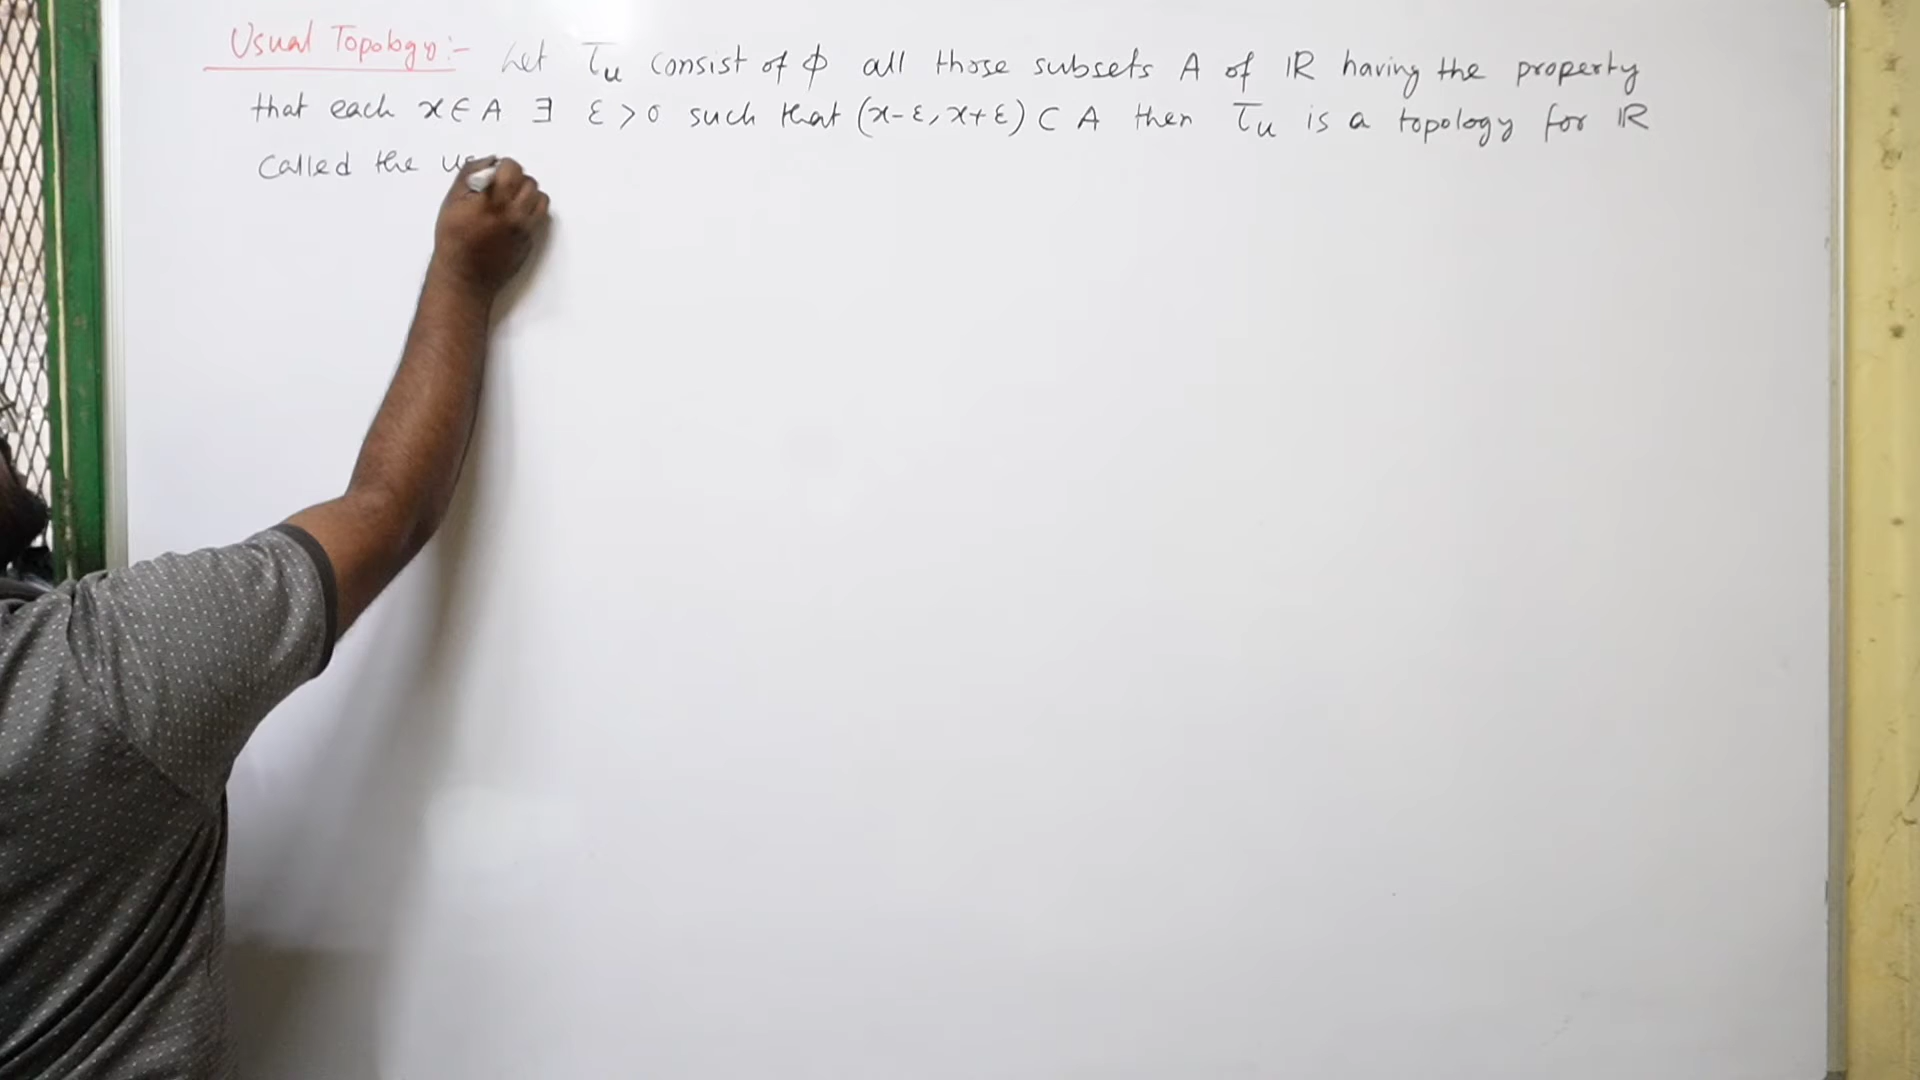 Usual Topology:- Let τu consist of ϕ all those subsets A of ℝ having the property
that each x∈A ∃ ε>0 such that (x-ε, x+ε) ⊂ A then τu is a topology for ℝ
called the